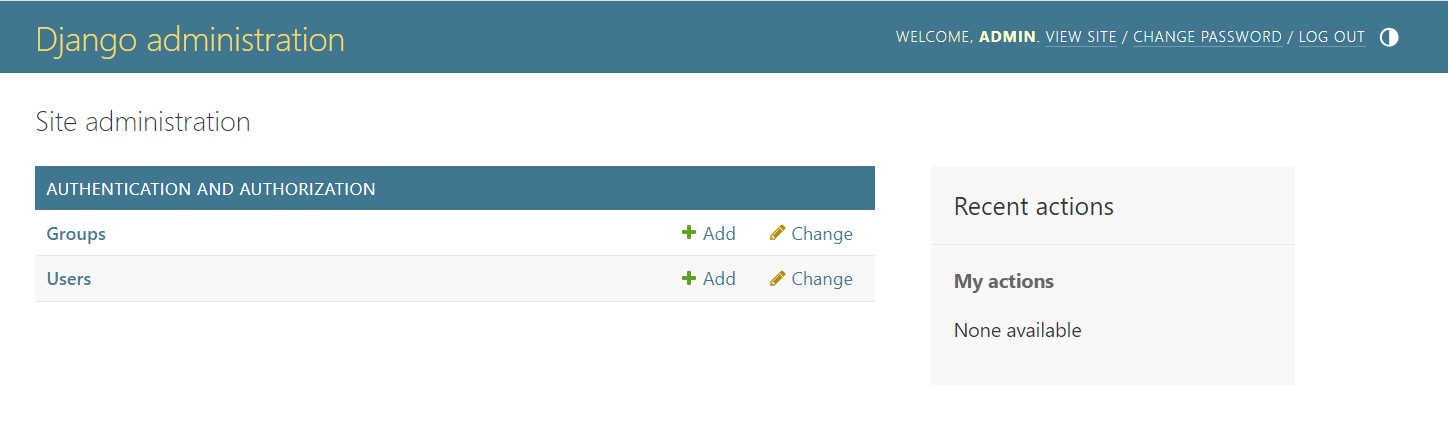 Django administration
WELCOME, ADMIN. VIEW SITE / CHANGE PASSWORD / LOG OUT
Site administration
AUTHENTICATION AND AUTHORIZATION
Groups Add Change
Users Add Change
Recent actions
My actions
None available